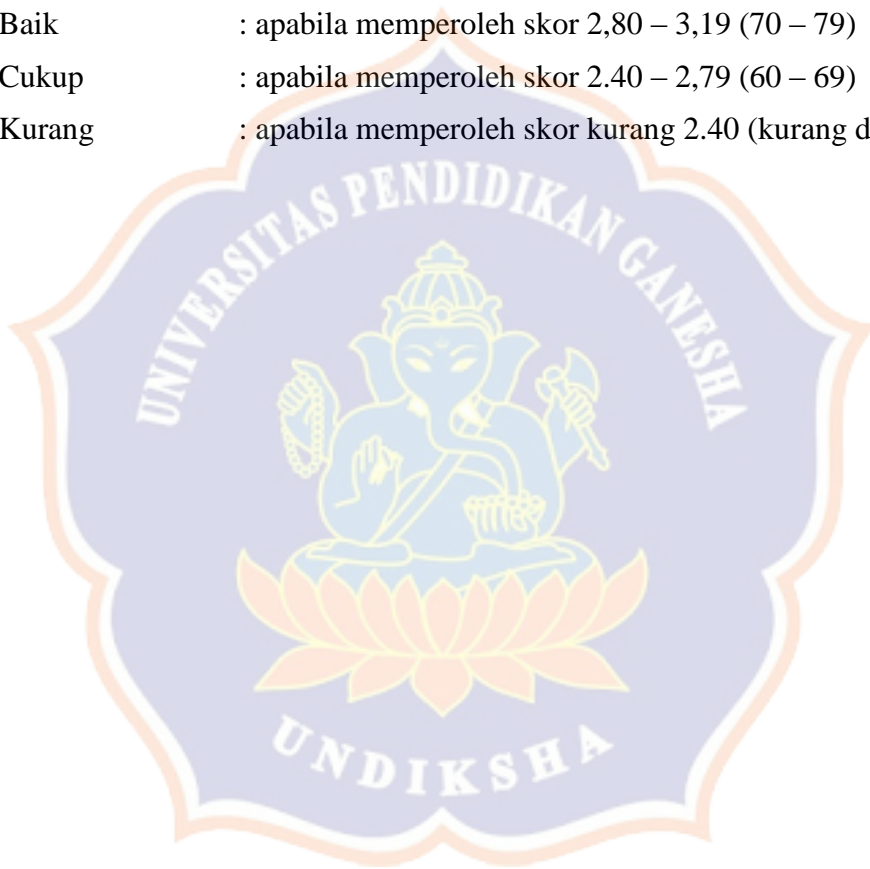 Baik : apabila memperoleh skor 2,80 – 3,19 (70 – 79)
Cukup : apabila memperoleh skor 2.40 – 2,79 (60 – 69)
Kurang : apabila memperoleh skor kurang 2.40 (kurang d
UNIVERSITAS PENDIDIKAN GANESHA
UNDIKSHA